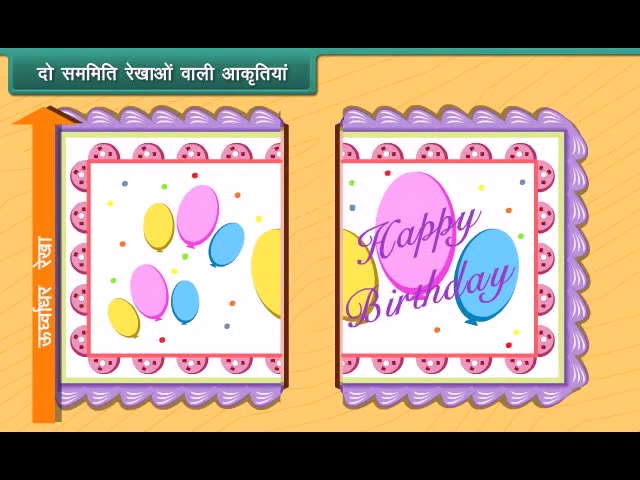 दो सममिति रेखाओं वाली आकृतियां
ऊर्ध्वाधर रेखा
Happy
Birthday